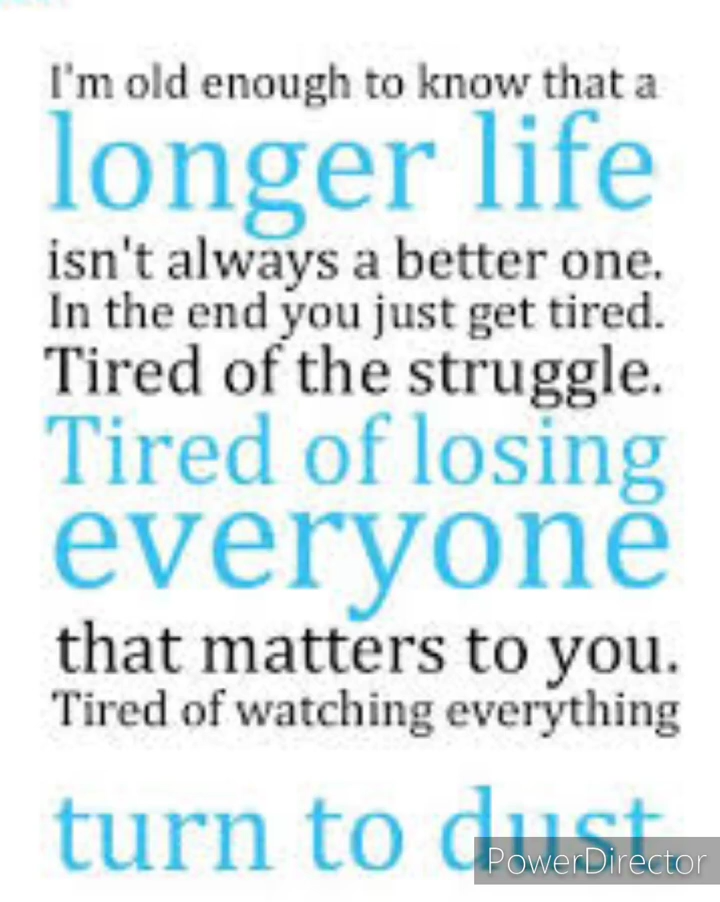 I'm old enough to know that a
longer life
isn't always a better one.
In the end you just get tired.
Tired of the struggle.
Tired of losing
everyone
that matters to you.
Tired of watching everything
turn to dust
PowerDirector